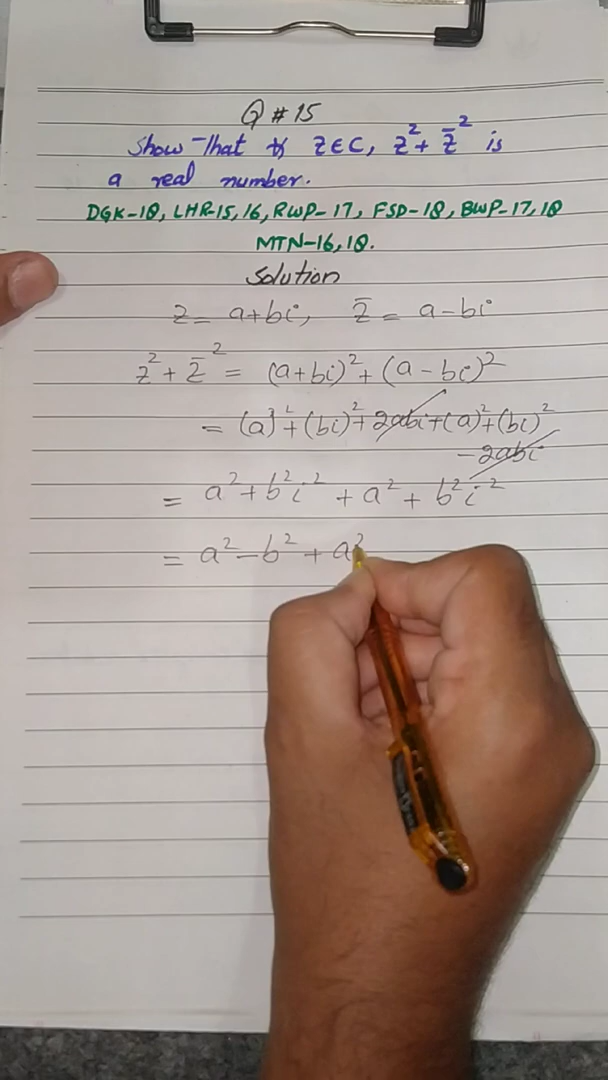 Q # 15
Show That ∀ Z∈C, z² + z̄² is
a real number.
DGK-18, LHR-15, 16, RWP-17, FSD-18, BWP-17, 18
MTN-16, 18.
Solution
z = a+bi, z̄ = a-bi
z² + z̄² = (a+bi)² + (a-bi)²
= (a)² + (bi)² + 2abi + (a)² + (bi)²
- 2abi
= a² + b²i² + a² + b²i²
= a² - b² + a²